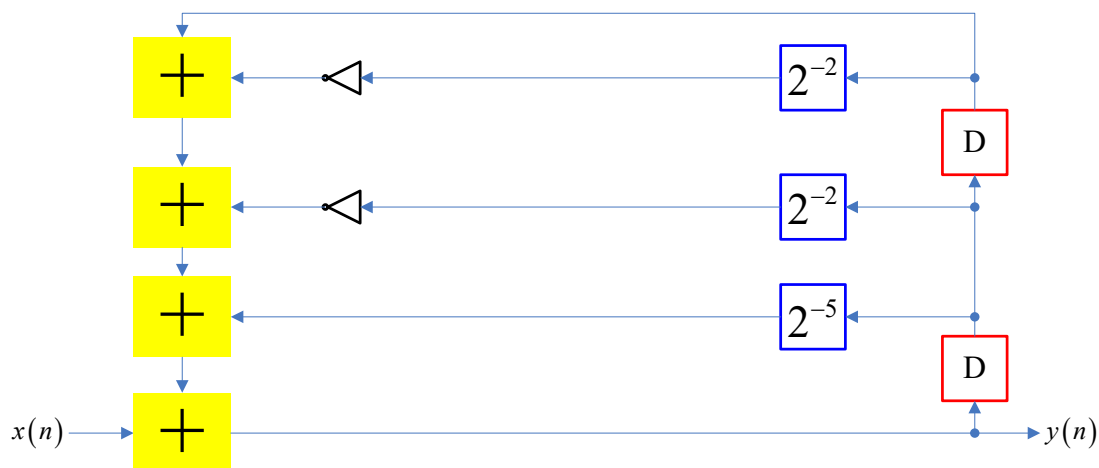 +
2⁻²
D
+
2⁻²
+
2⁻⁵
D
x(n)
+
y(n)